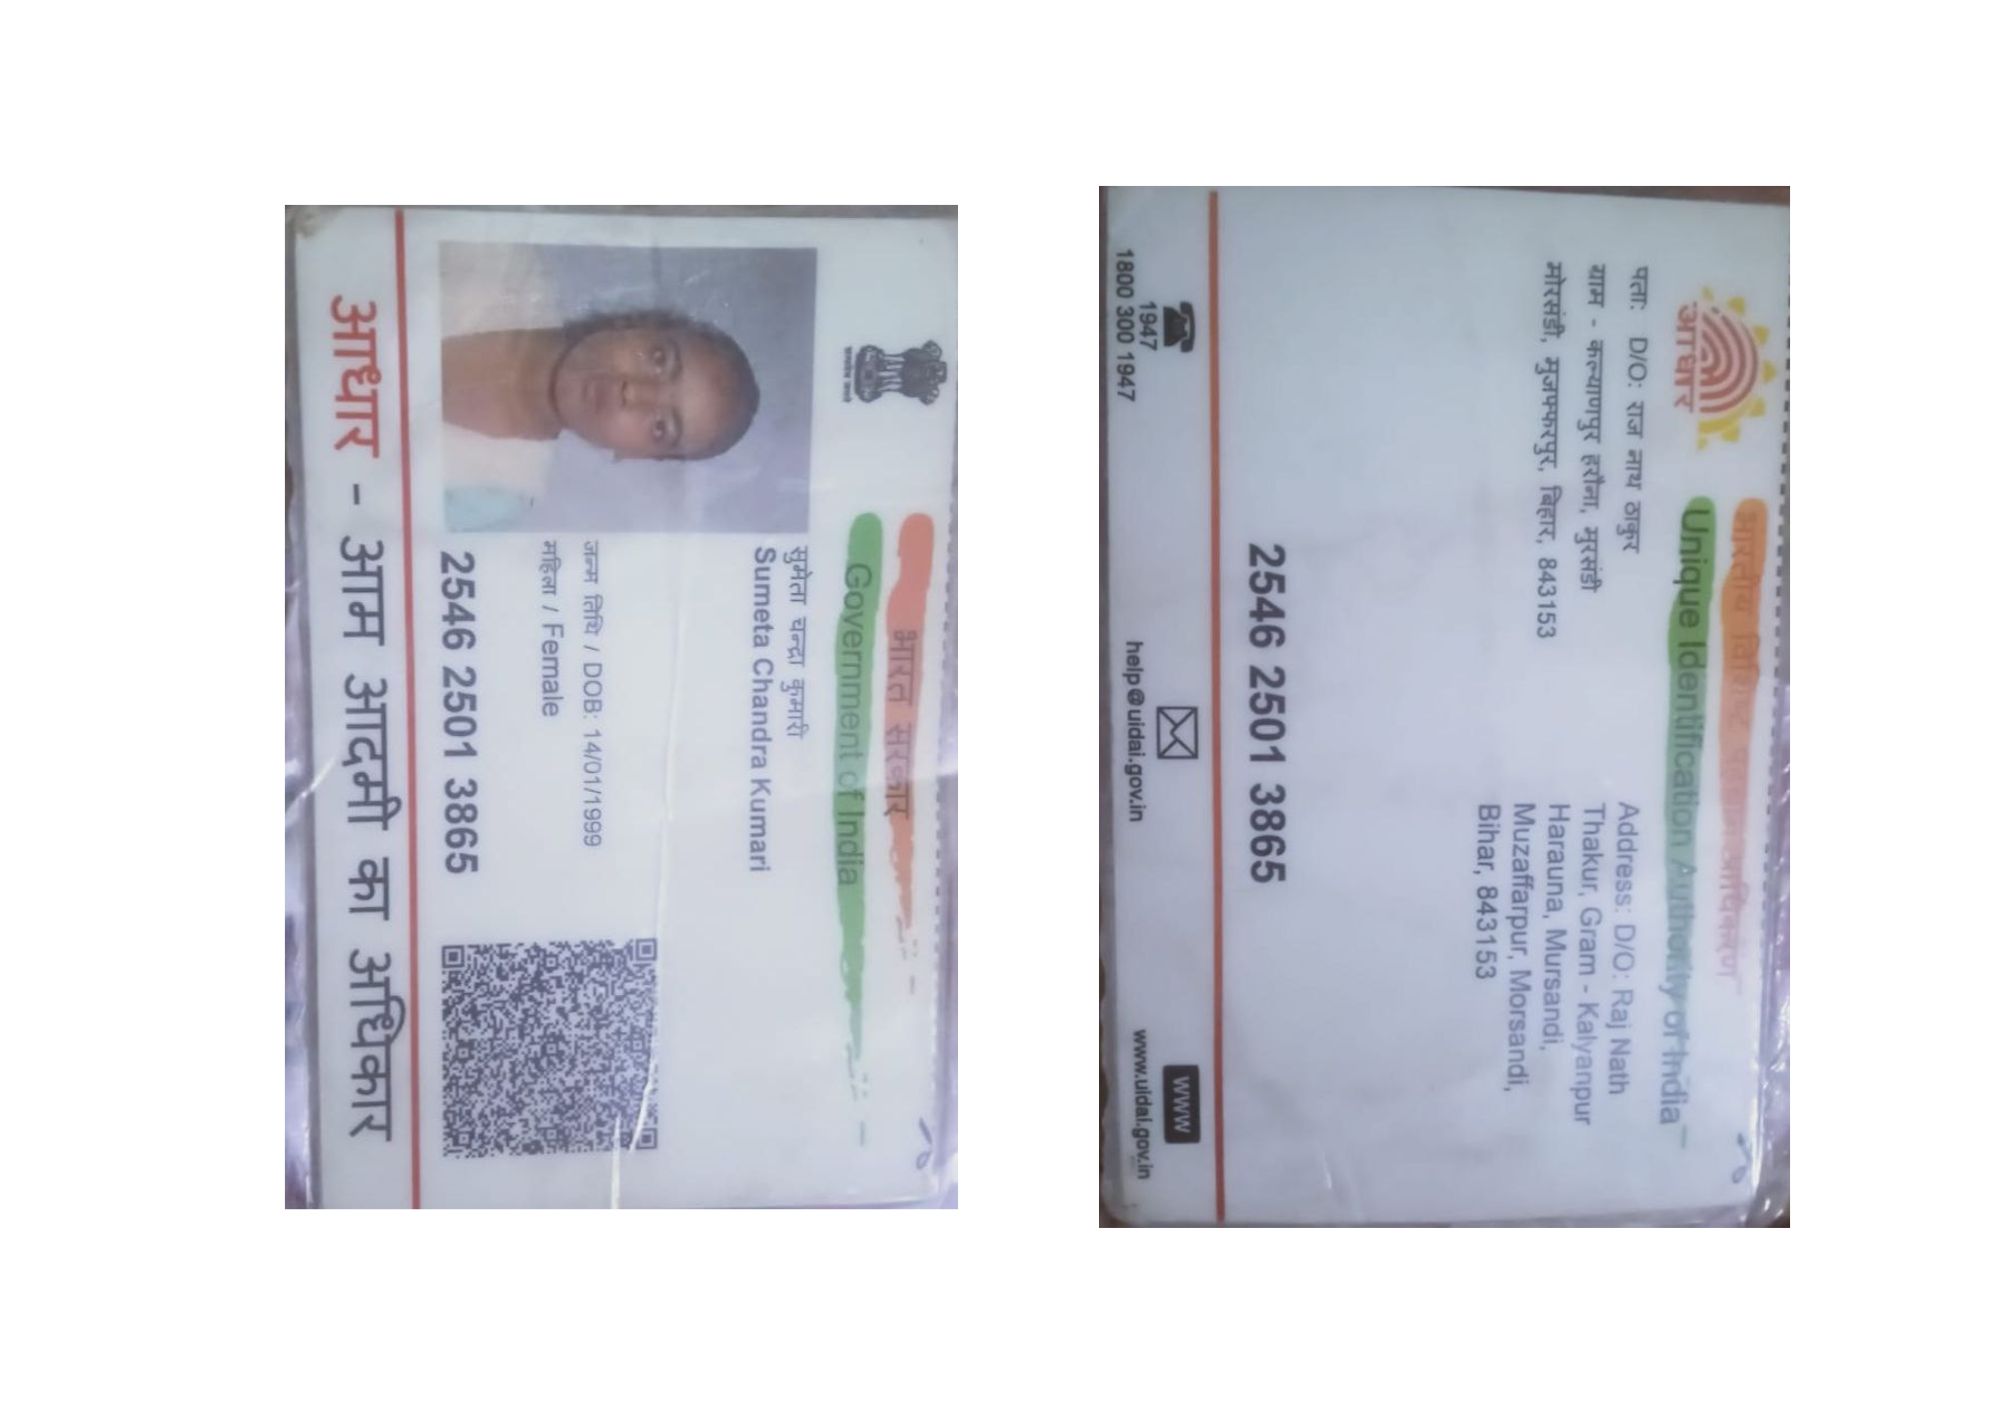 भारत सरकार
Government of India
सुमेता चन्द्रा कुमारी
Sumeta Chandra Kumari
जन्म तिथि / DOB: 14/01/1999
महिला / Female
2546 2501 3865
आधार - आम आदमी का अधिकार
आधार
भारतीय विशिष्ट पहचान प्राधिकरण
Unique Identification Authority of India
पता: D/O: राज नाथ ठाकुर
ग्राम - कल्याणपुर हरौना, मुरसंडी
मोरसंडी, मुजफ्फरपुर, बिहार, 843153
Address: D/O: Raj Nath
Thakur, Gram - Kalyanpur
Harauna, Mursandi,
Muzaffarpur, Morsandi,
Bihar, 843153
2546 2501 3865
1947
1800 300 1947
help@uidai.gov.in
WWW
www.uidai.gov.in